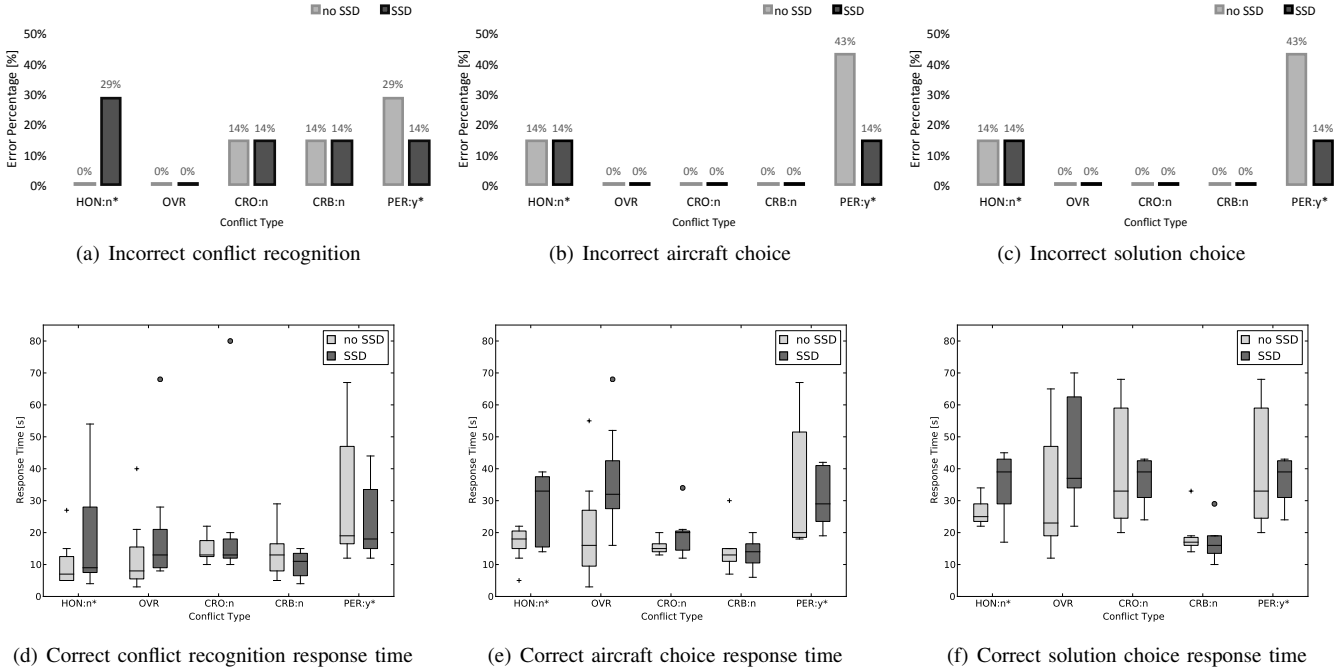 no SSD SSD
Error Percentage [%]
50%
40%
30%
20%
10%
0%
0% 29% 0% 0% 14% 14% 14% 14% 29% 14%
HON:n* OVR CRO:n CRB:n PER:y*
Conflict Type
(a) Incorrect conflict recognition
no SSD SSD
Error Percentage [%]
50%
40%
30%
20%
10%
0%
14% 14% 0% 0% 0% 0% 0% 0% 43% 14%
HON:n* OVR CRO:n CRB:n PER:y*
Conflict Type
(b) Incorrect aircraft choice
no SSD SSD
Error Percentage [%]
50%
40%
30%
20%
10%
0%
14% 14% 0% 0% 0% 0% 0% 0% 43% 14%
HON:n* OVR CRO:n CRB:n PER:y*
Conflict Type
(c) Incorrect solution choice
no SSD
SSD
Response Time [s]
80
70
60
50
40
30
20
10
0
HON:n* OVR CRO:n CRB:n PER:y*
Conflict Type
(d) Correct conflict recognition response time
no SSD
SSD
Response Time [s]
80
70
60
50
40
30
20
10
0
HON:n* OVR CRO:n CRB:n PER:y*
Conflict Type
(e) Correct aircraft choice response time
no SSD
SSD
Response Time [s]
80
70
60
50
40
30
20
10
0
HON:n* OVR CRO:n CRB:n PER:y*
Conflict Type
(f) Correct solution choice response time